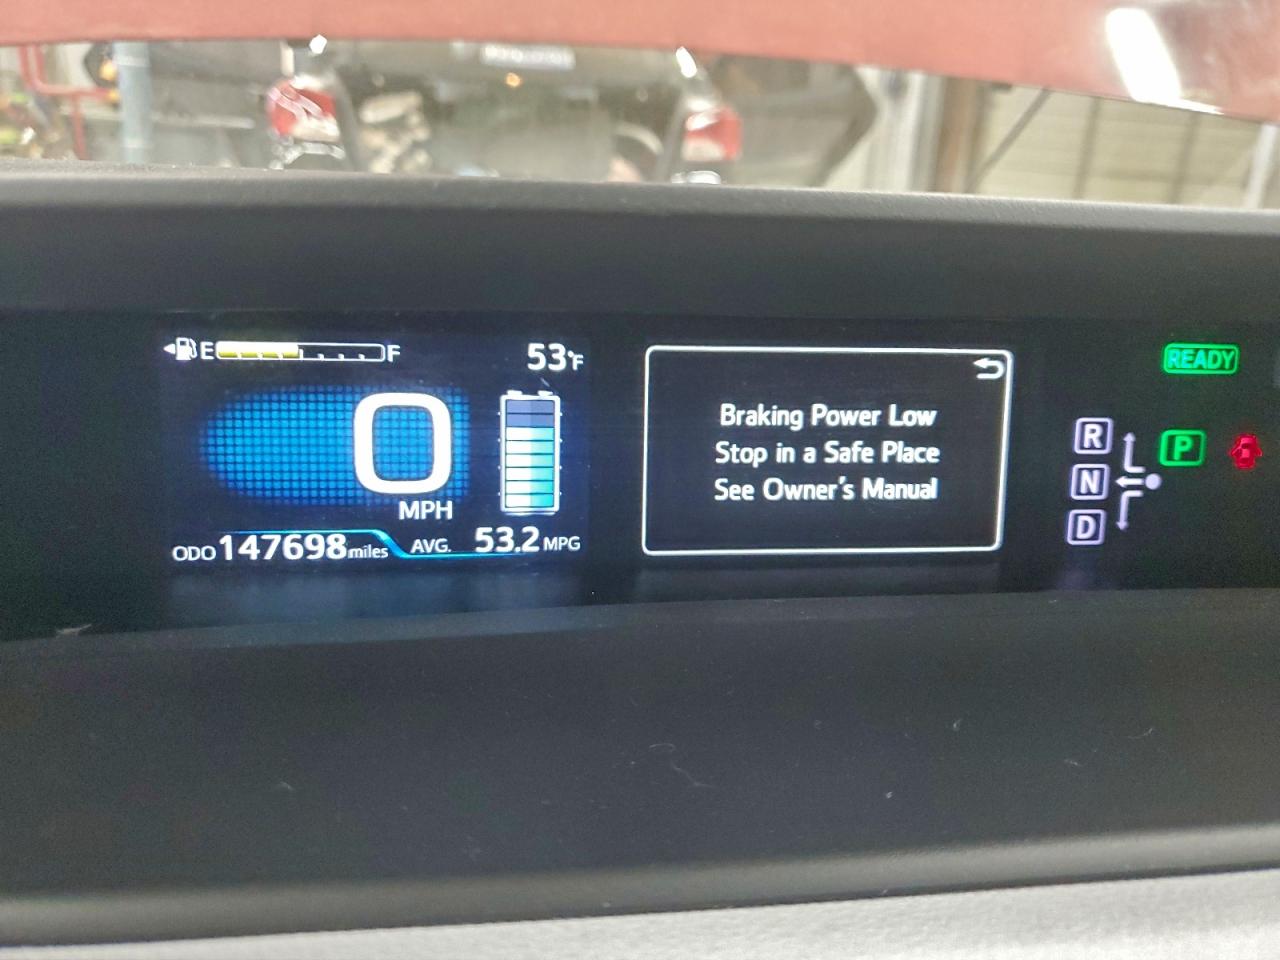 E F
53°F
0
MPH
ODO 147698 miles
AVG. 53.2 MPG
Braking Power Low
Stop in a Safe Place
See Owner's Manual
READY
R
N
D
P